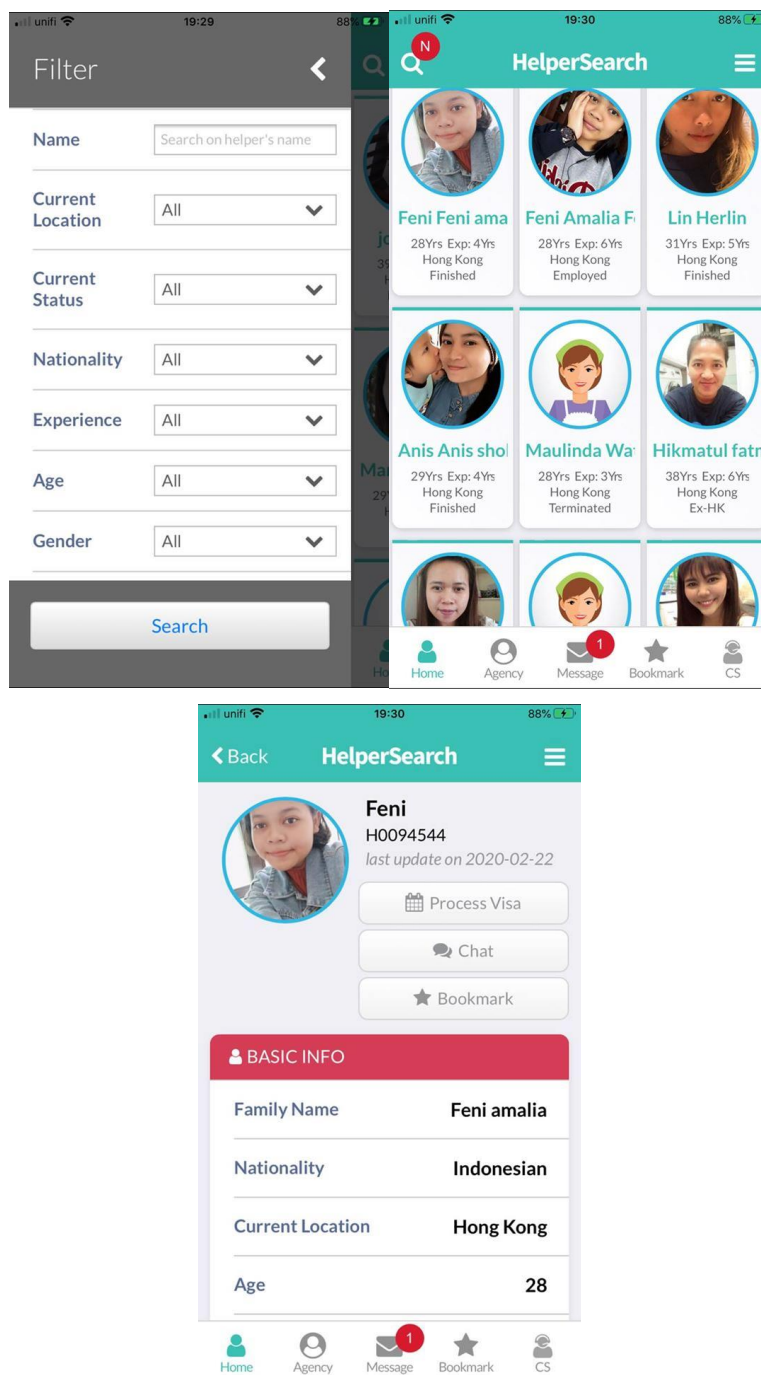 unifi 19:29 88%
Filter
Name Search on helper's name
Current
Location
All
Current
Status
All
Nationality All
Experience All
Age All
Gender All
Search
unifi 19:30 88%
N
HelperSearch
Feni Feni ama
28Yrs Exp: 4Yrs
Hong Kong
Finished
Feni Amalia F
28Yrs Exp: 6Yrs
Hong Kong
Employed
Lin Herlin
31Yrs Exp: 5Yrs
Hong Kong
Finished
Anis Anis sho
29Yrs Exp: 4Yrs
Hong Kong
Finished
Maulinda Wa
28Yrs Exp: 3Yrs
Hong Kong
Terminated
Hikmatul fat
38Yrs Exp: 6Yrs
Hong Kong
Ex-HK
1
Home Agency Message Bookmark CS
unifi 19:30 88%
Back HelperSearch
Feni
H0094544
last update on 2020-02-22
Process Visa
Chat
Bookmark
BASIC INFO
Family Name Feni amalia
Nationality Indonesian
Current Location Hong Kong
Age 28
1
Home Agency Message Bookmark CS